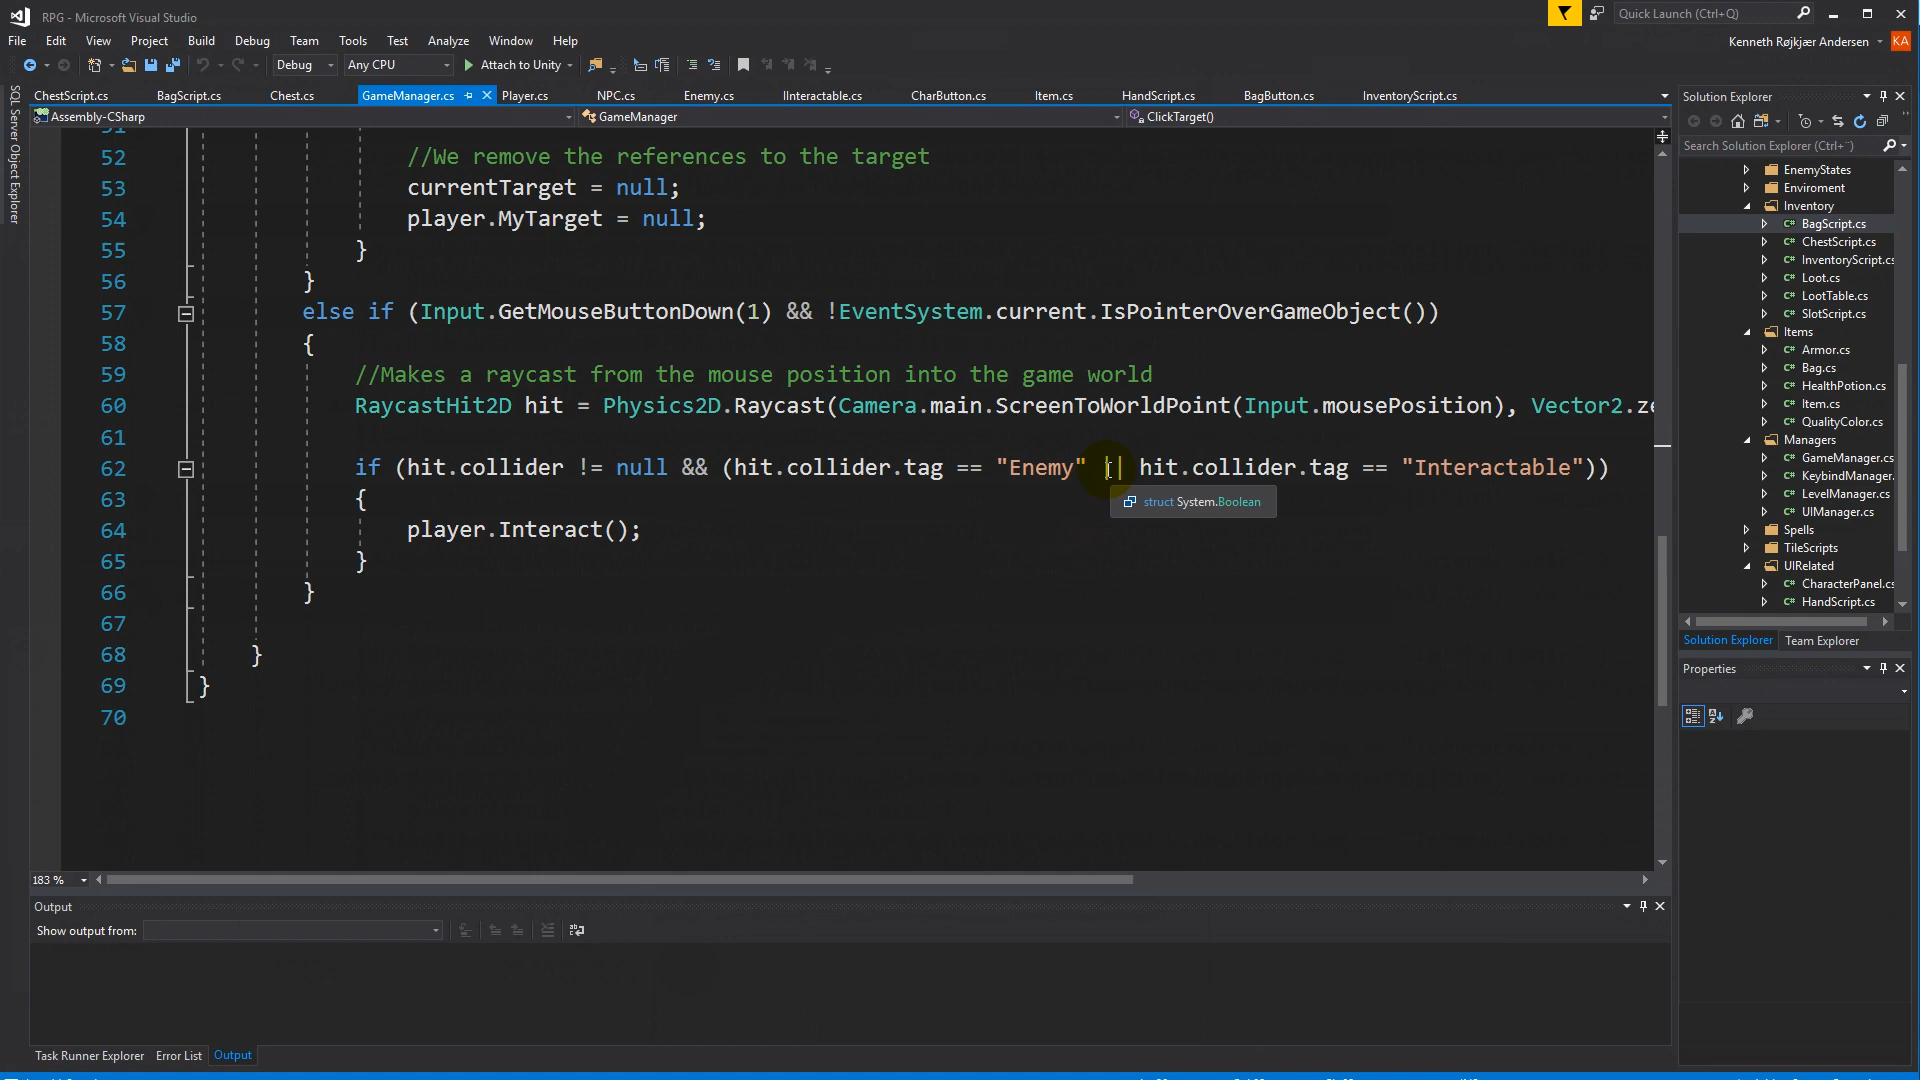 RPG - Microsoft Visual Studio
Quick Launch (Ctrl+Q)
File Edit View Project Build Debug Team Tools Test Analyze Window Help
Kenneth Røjkjær Andersen KA
Debug Any CPU Attach to Unity
SQL Server Object Explorer
ChestScript.cs BagScript.cs Chest.cs GameManager.cs Player.cs NPC.cs Enemy.cs IInteractable.cs CharButton.cs Item.cs HandScript.cs BagButton.cs InventoryScript.cs
Assembly-CSharp GameManager ClickTarget()
51
52 //We remove the references to the target
53 currentTarget = null;
54 player.MyTarget = null;
55 }
56 }
57 else if (Input.GetMouseButtonDown(1) && !EventSystem.current.IsPointerOverGameObject())
58 {
59 //Makes a raycast from the mouse position into the game world
60 RaycastHit2D hit = Physics2D.Raycast(Camera.main.ScreenToWorldPoint(Input.mousePosition), Vector2.ze
61
62 if (hit.collider != null && (hit.collider.tag == "Enemy" || hit.collider.tag == "Interactable"))
63 {
struct System.Boolean
64 player.Interact();
65 }
66 }
67
68 }
69 }
70
183 %
Output
Show output from:
Task Runner Explorer Error List Output
Solution Explorer
Search Solution Explorer (Ctrl+¨)
EnemyStates
Enviroment
Inventory
C# BagScript.cs
C# ChestScript.cs
C# InventoryScript.cs
C# Loot.cs
C# LootTable.cs
C# SlotScript.cs
Items
C# Armor.cs
C# Bag.cs
C# HealthPotion.cs
C# Item.cs
C# QualityColor.cs
Managers
C# GameManager.cs
C# KeybindManager.
C# LevelManager.cs
C# UIManager.cs
Spells
TileScripts
UIRelated
C# CharacterPanel.cs
C# HandScript.cs
Solution Explorer Team Explorer
Properties